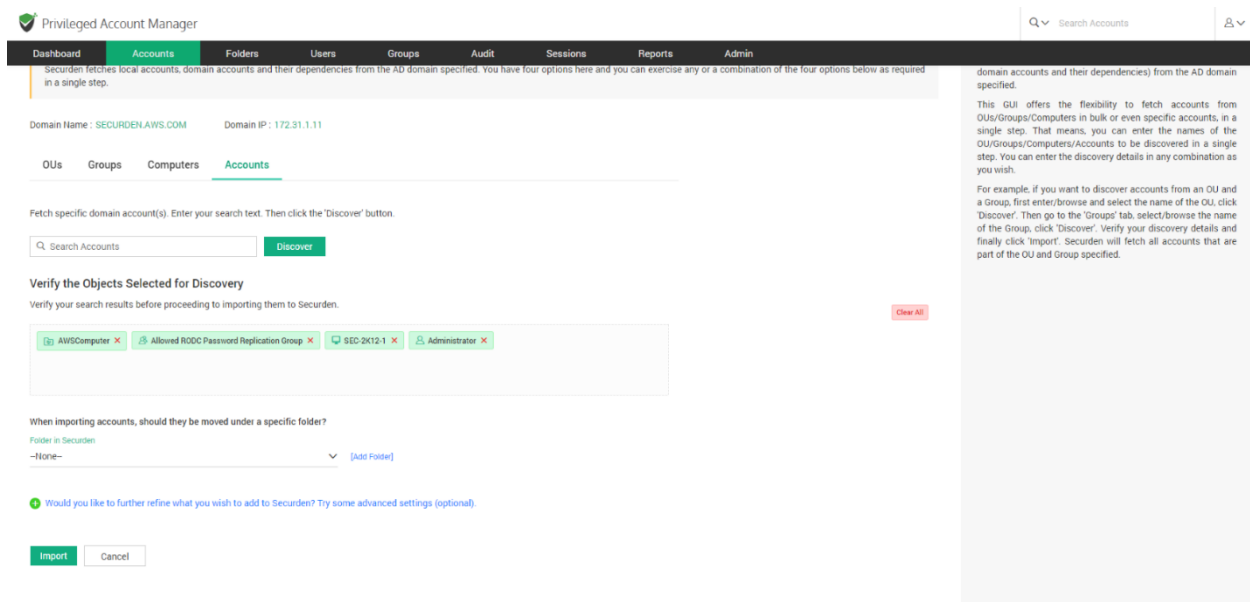 Privileged Account Manager
Search Accounts
Dashboard Accounts Folders Users Groups Audit Sessions Reports Admin
Securden fetches local accounts, domain accounts and their dependencies from the AD domain specified. You have four options here and you can exercise any or a combination of the four options below as required
in a single step.
Domain Name : SECURDEN.AWS.COM Domain IP : 172.31.1.11
OUs Groups Computers Accounts
Fetch specific domain account(s). Enter your search text. Then click the 'Discover' button.
Search Accounts Discover
Verify the Objects Selected for Discovery
Verify your search results before proceeding to importing them to Securden.
Clear All
AWSComputer Allowed RODC Password Replication Group SEC-2K12-1 Administrator
When importing accounts, should they be moved under a specific folder?
Folder in Securden
--None-- [Add Folder]
Would you like to further refine what you wish to add to Securden? Try some advanced settings (optional).
Import Cancel
domain accounts and their dependencies) from the AD domain
specified.
This GUI offers the flexibility to fetch accounts from
OUs/Groups/Computers in bulk or even specific accounts, in a
single step. That means, you can enter the names of the
OU/Groups/Computers/Accounts to be discovered in a single
step. You can enter the discovery details in any combination as
you wish.
For example, if you want to discover accounts from an OU and
a Group, first enter/browse and select the name of the OU, click
'Discover'. Then go to the 'Groups' tab, select/browse the name
of the Group, click 'Discover'. Verify your discovery details and
finally click 'Import'. Securden will fetch all accounts that are
part of the OU and Group specified.